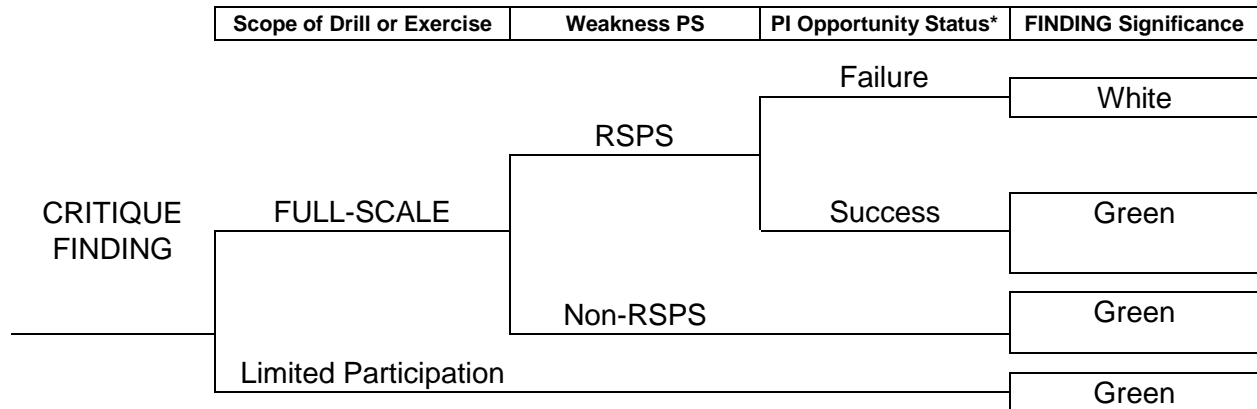 Scope of Drill or Exercise Weakness PS PI Opportunity Status* FINDING Significance
Failure
White
RSPS
CRITIQUE
FINDING
FULL-SCALE
Success
Green
Non-RSPS
Green
Limited Participation
Green